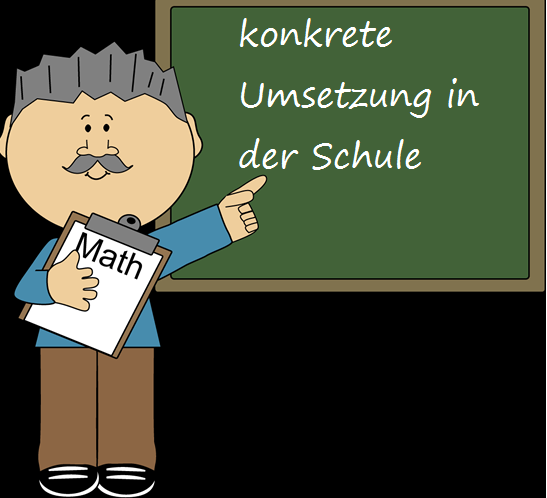 konkrete
Umsetzung in
der Schule
Math